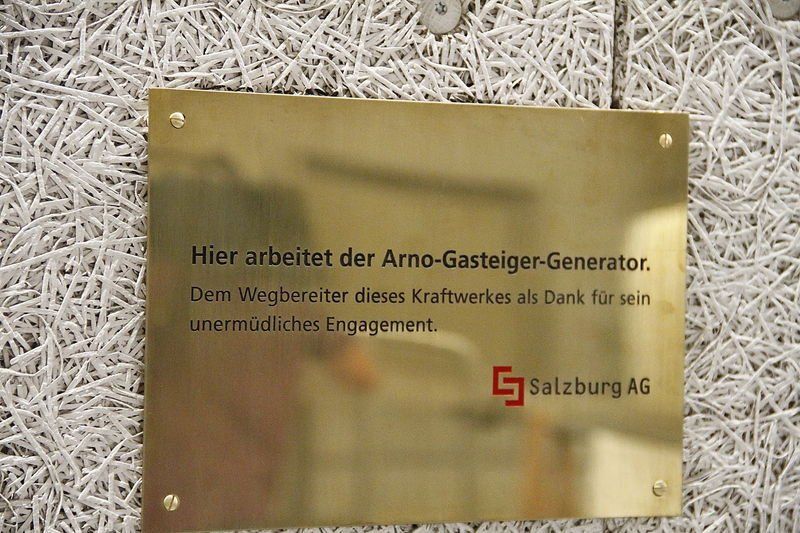 Hier arbeitet der Arno-Gasteiger-Generator.
Dem Wegbereiter dieses Kraftwerkes als Dank für sein
unermüdliches Engagement.
Salzburg AG